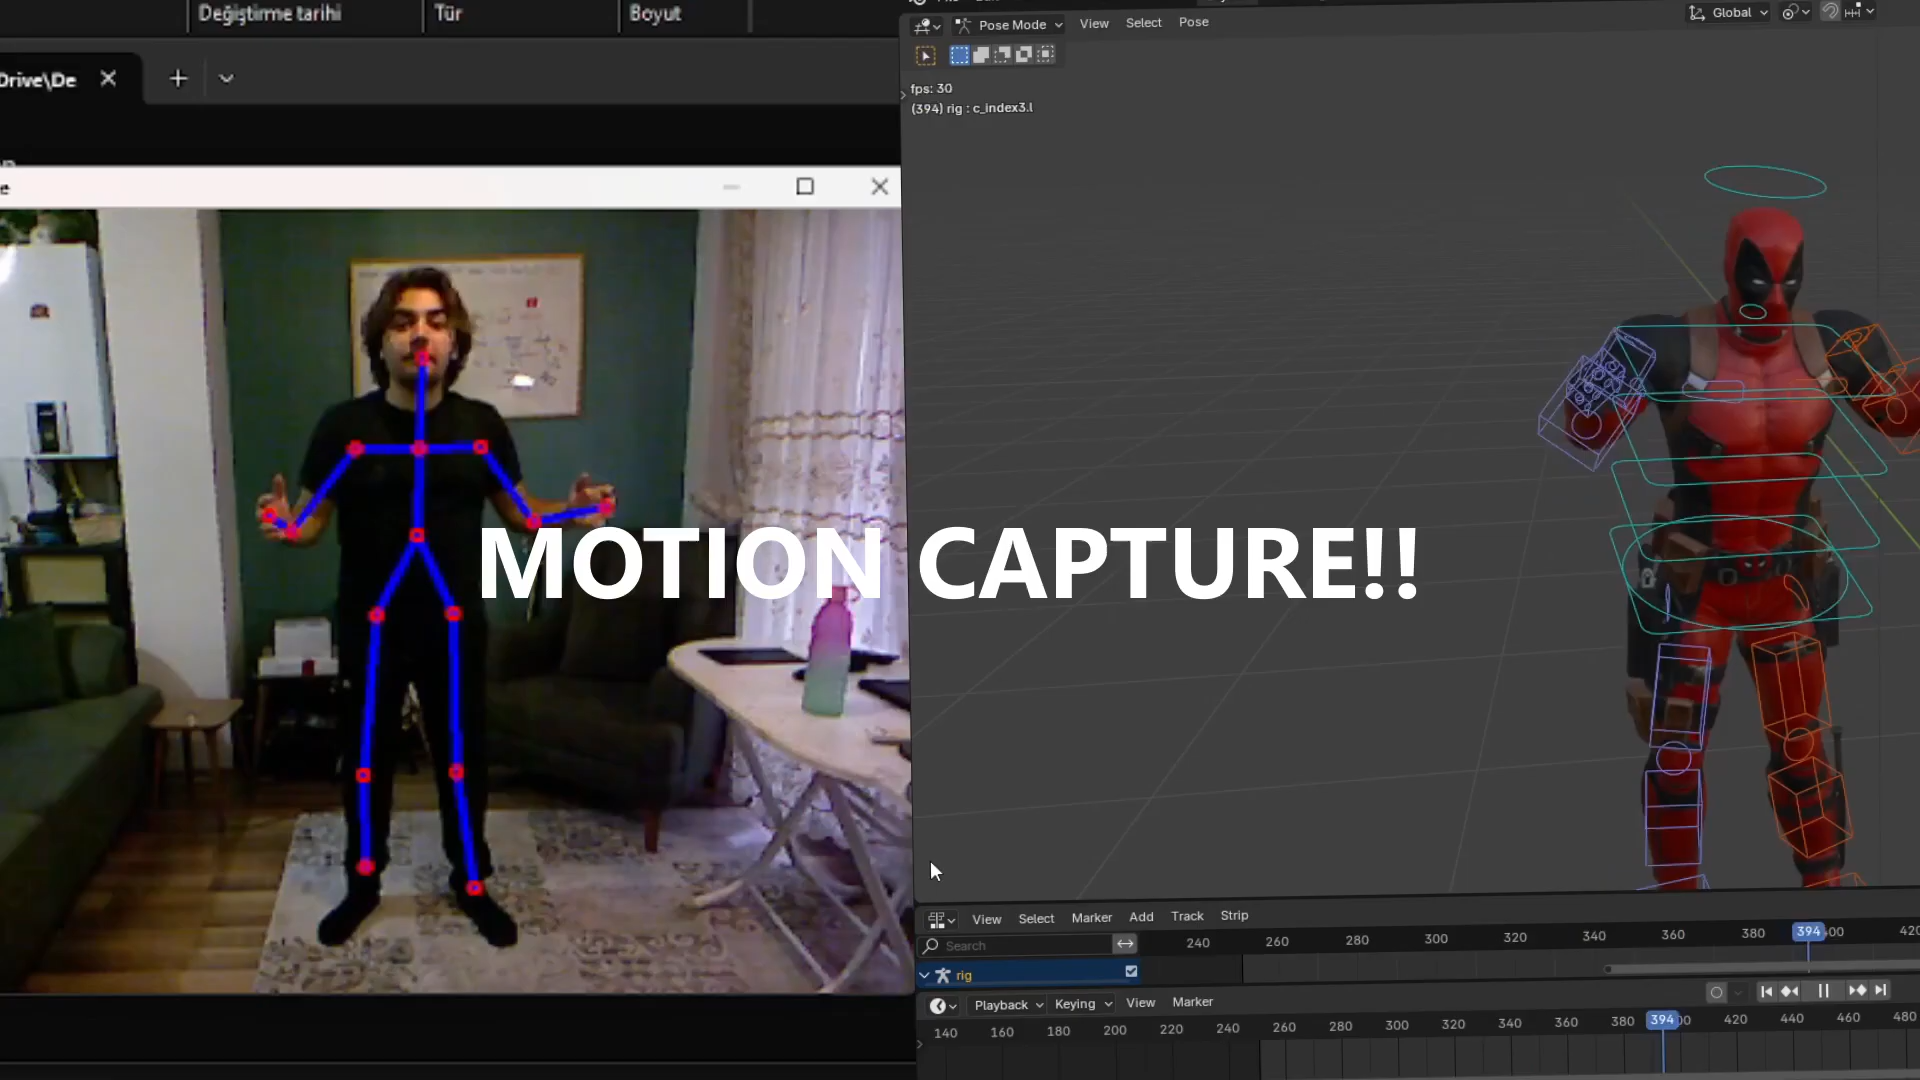 Değiştirme tarihi
Tür
Boyut
Drive\De
Pose Mode
View
Select
Pose
Global
fps: 30
(394) rig : c_index3.l
MOTION CAPTURE!!
View
Select
Marker
Add
Track
Strip
Search
240 260 280 300 320 340 360 380 394 420
rig
Playback
Keying
View
Marker
140 160 180 200 220 240 260 280 300 320 340 360 380 394 420 440 460 480